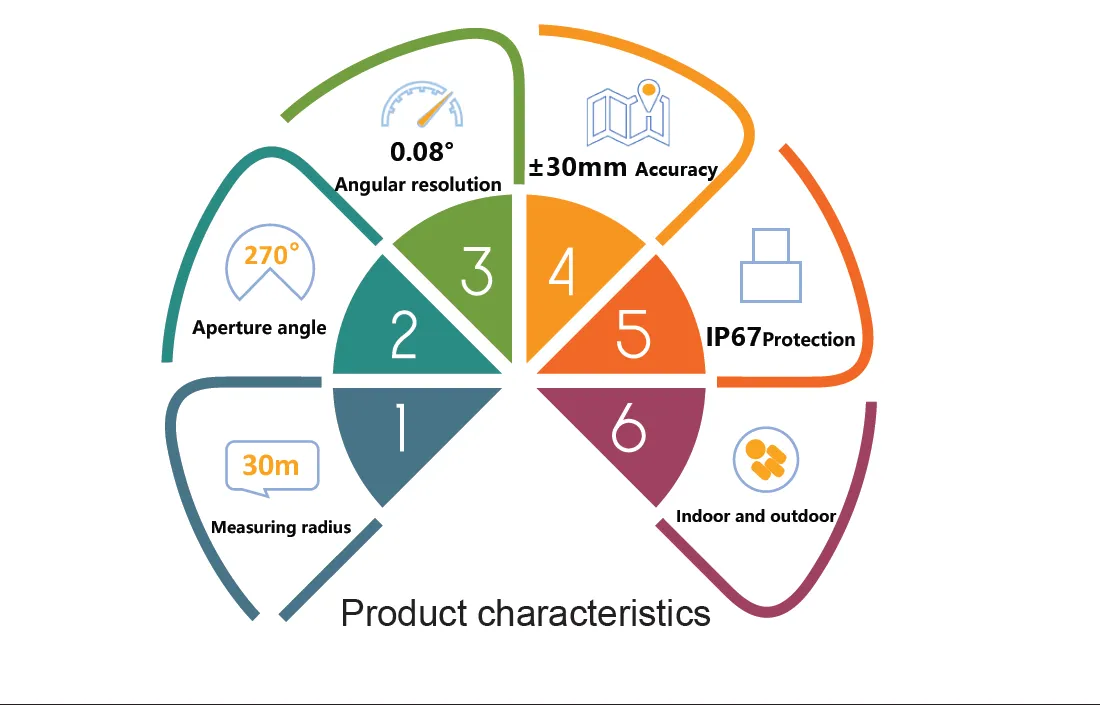 1
30m
Measuring radius
2
270°
Aperture angle
3
0.08°
Angular resolution
4
±30mm Accuracy
5
IP67Protection
6
Indoor and outdoor
Product characteristics